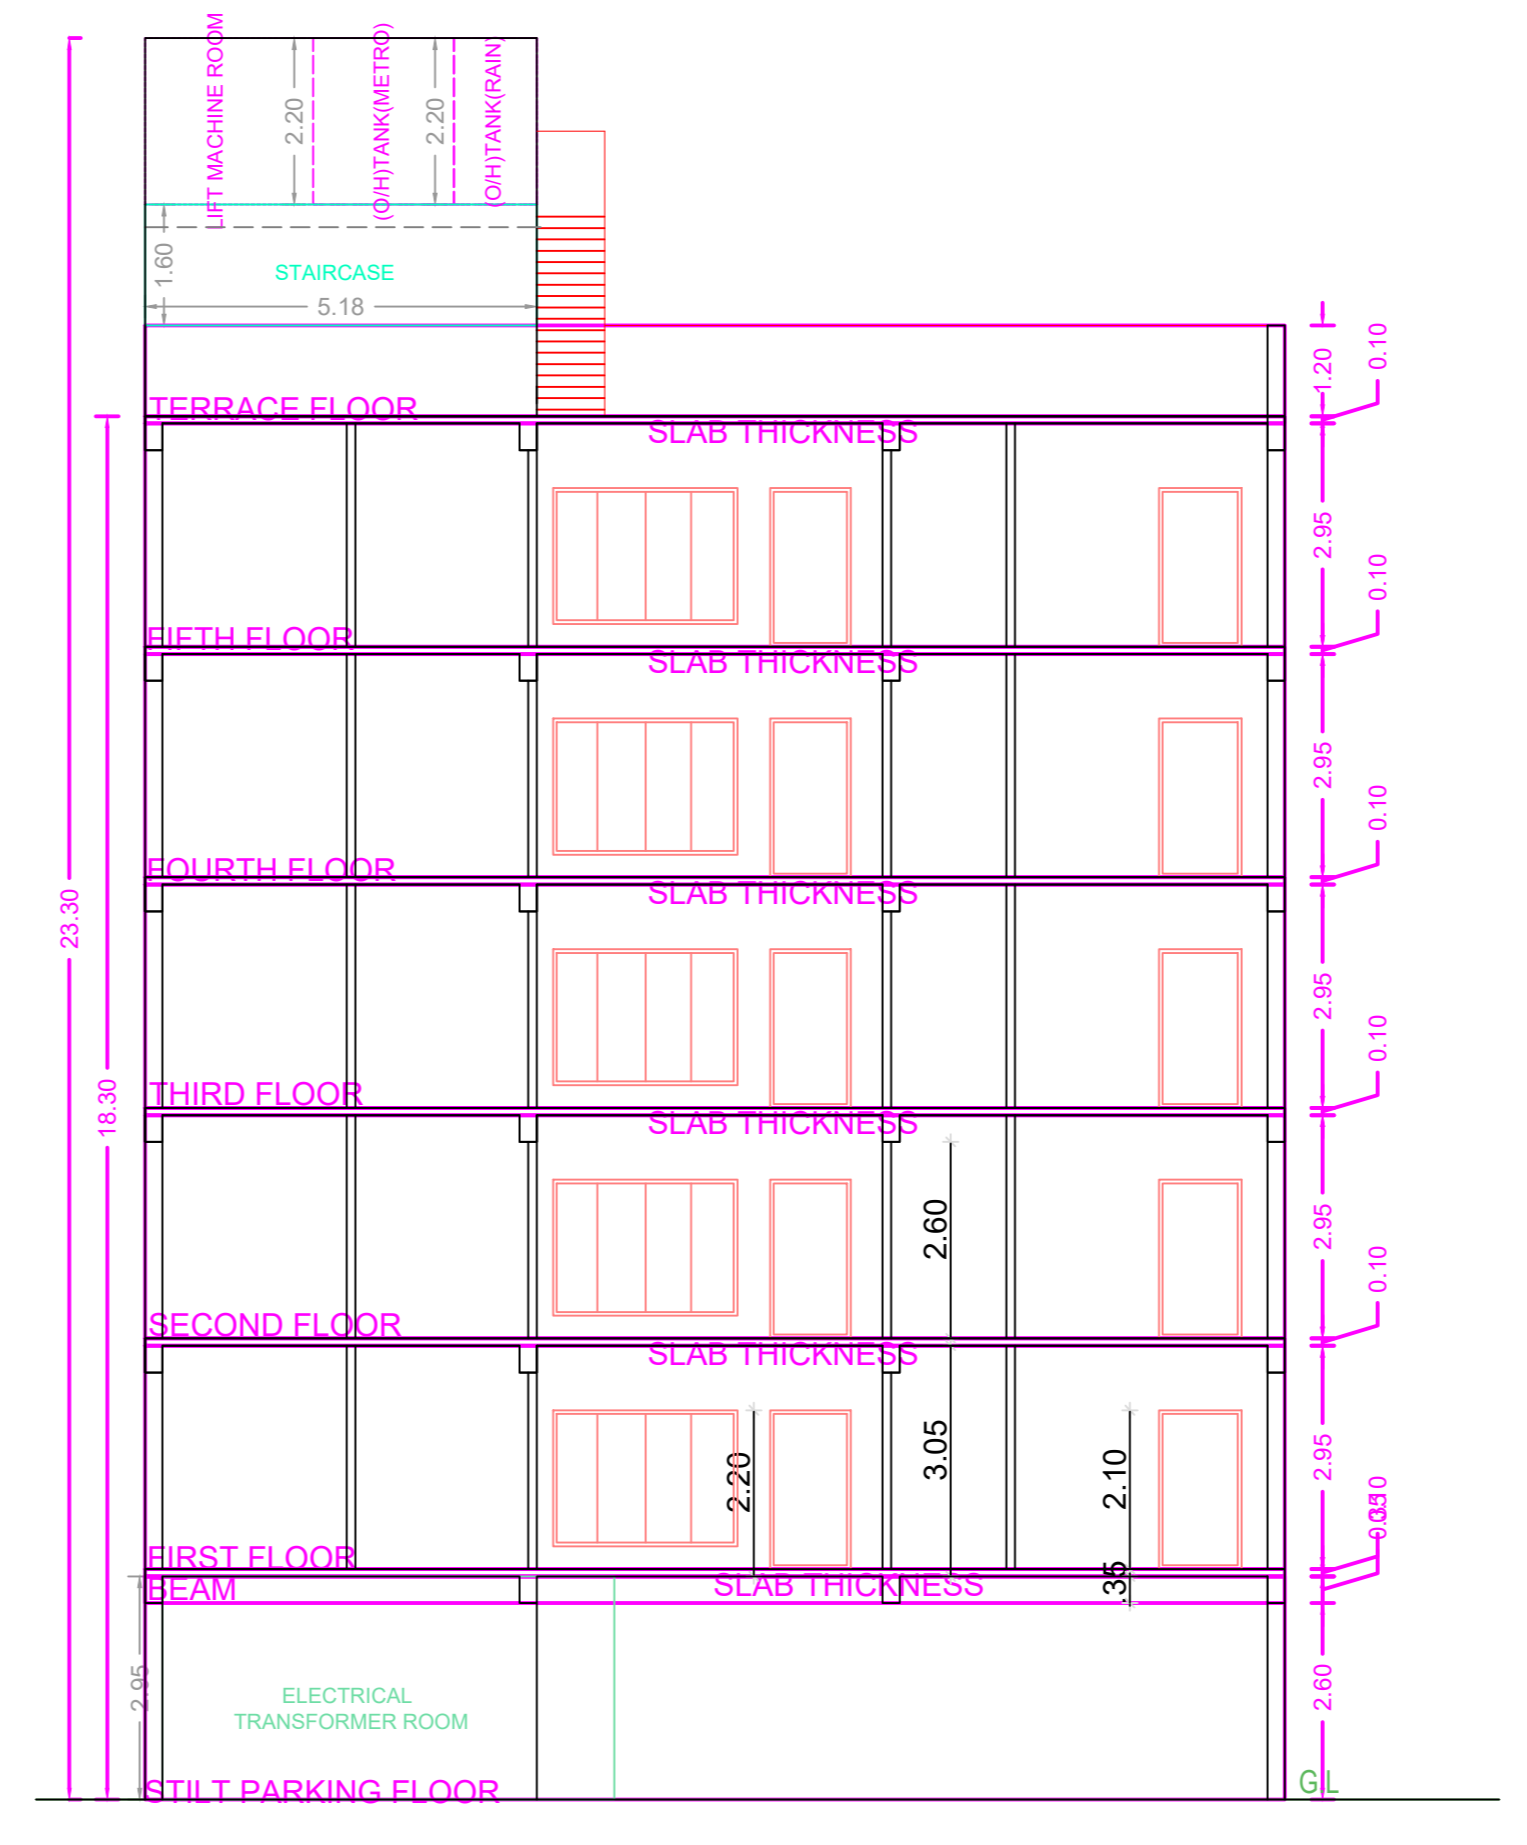 LIFT MACHINE ROOM
2.20
(O/H)TANK(METRO)
2.20
(O/H)TANK(RAIN)
1.60
STAIRCASE
5.18
1.20
0.10
TERRACE FLOOR
SLAB THICKNESS
2.95
0.10
FIFTH FLOOR
SLAB THICKNESS
2.95
0.10
FOURTH FLOOR
SLAB THICKNESS
23.30
2.95
0.10
18.30
THIRD FLOOR
SLAB THICKNESS
2.60
2.95
0.10
SECOND FLOOR
SLAB THICKNESS
2.20
3.05
2.10
2.95
0.10
0.35
FIRST FLOOR
BEAM
SLAB THICKNESS
.35
2.95
ELECTRICAL
TRANSFORMER ROOM
2.60
STILT PARKING FLOOR
G.L